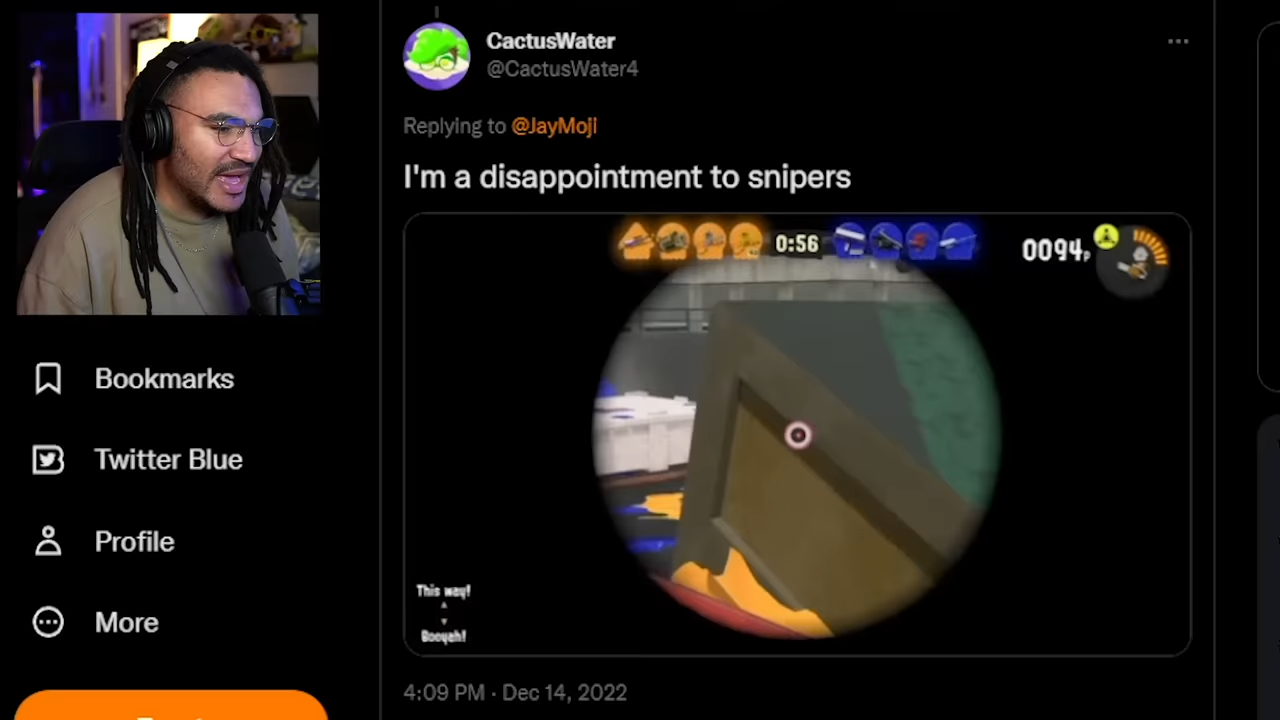 CactusWater
@CactusWater4
Replying to @JayMoji
I'm a disappointment to snipers
0:56
0094p
This way!
Booyah!
4:09 PM · Dec 14, 2022
Bookmarks
Twitter Blue
Profile
More